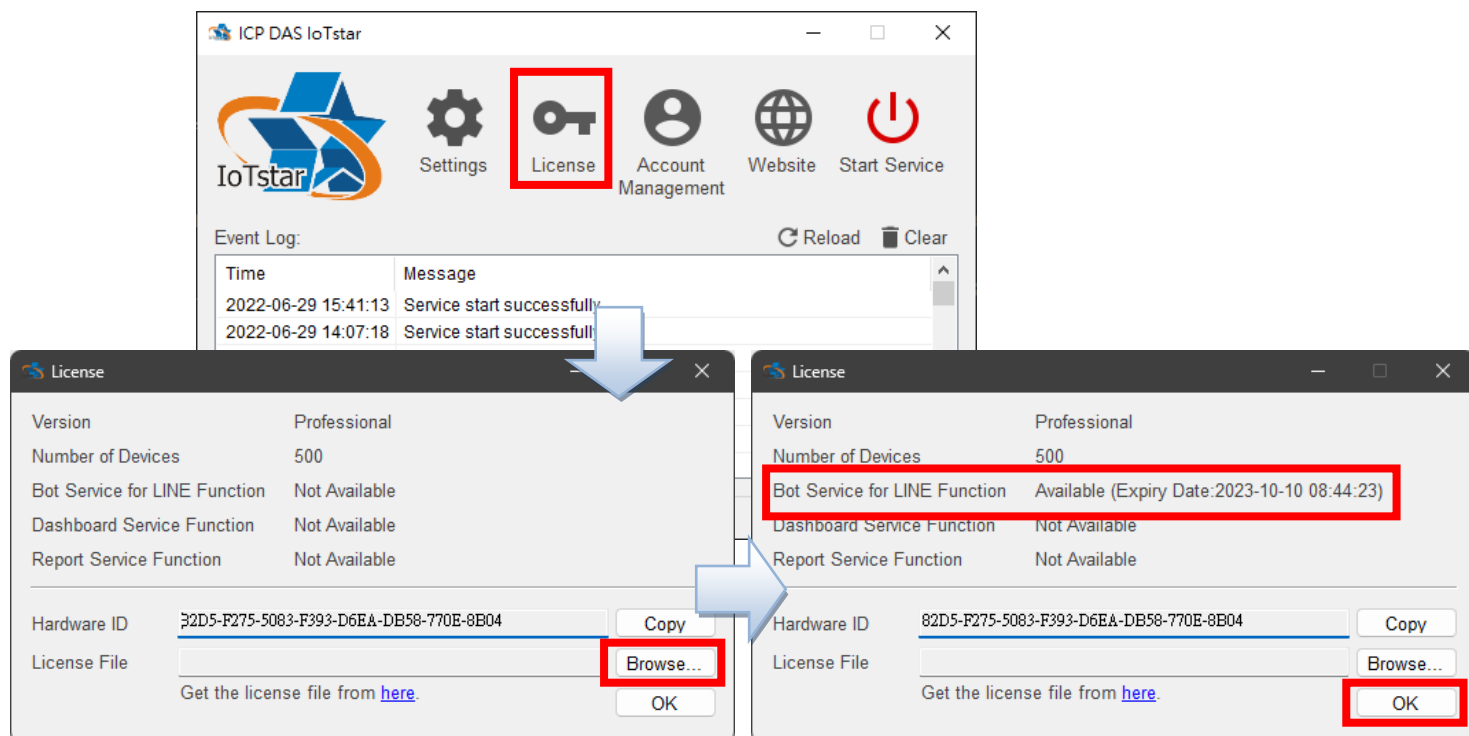 ICP DAS IoTstar
IoTstar
Settings
License
Account Management
Website
Start Service
Event Log:
Reload
Clear
Time Message
2022-06-29 15:41:13 Service start successfully
2022-06-29 14:07:18 Service start successfully
License
Version Professional
Number of Devices 500
Bot Service for LINE Function Not Available
Dashboard Service Function Not Available
Report Service Function Not Available
Hardware ID 82D5-F275-5083-F393-D6EA-DB58-770E-8B04 Copy
License File Browse...
Get the license file from here.
OK
License
Version Professional
Number of Devices 500
Bot Service for LINE Function Available (Expiry Date:2023-10-10 08:44:23)
Dashboard Service Function Not Available
Report Service Function Not Available
Hardware ID 82D5-F275-5083-F393-D6EA-DB58-770E-8B04 Copy
License File Browse...
Get the license file from here.
OK